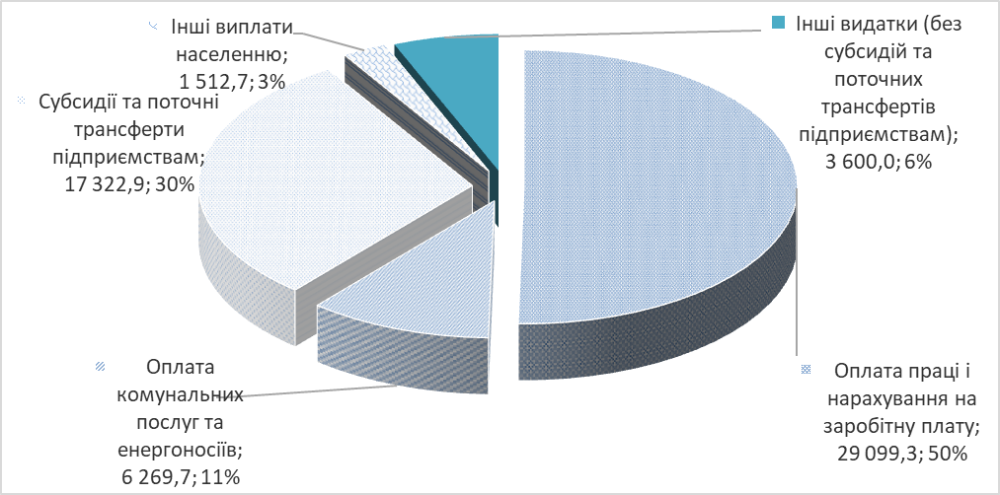 Інші виплати
населенню;
1 512,7; 3%
Субсидії та поточні
трансферти
підприємствам;
17 322,9; 30%
Оплата
комунальних
послуг та
енергоносіїв;
6 269,7; 11%
Інші видатки (без
субсидій та
поточних
трансфертів
підприємствам);
3 600,0; 6%
Оплата праці і
нарахування на
заробітну плату;
29 099,3; 50%